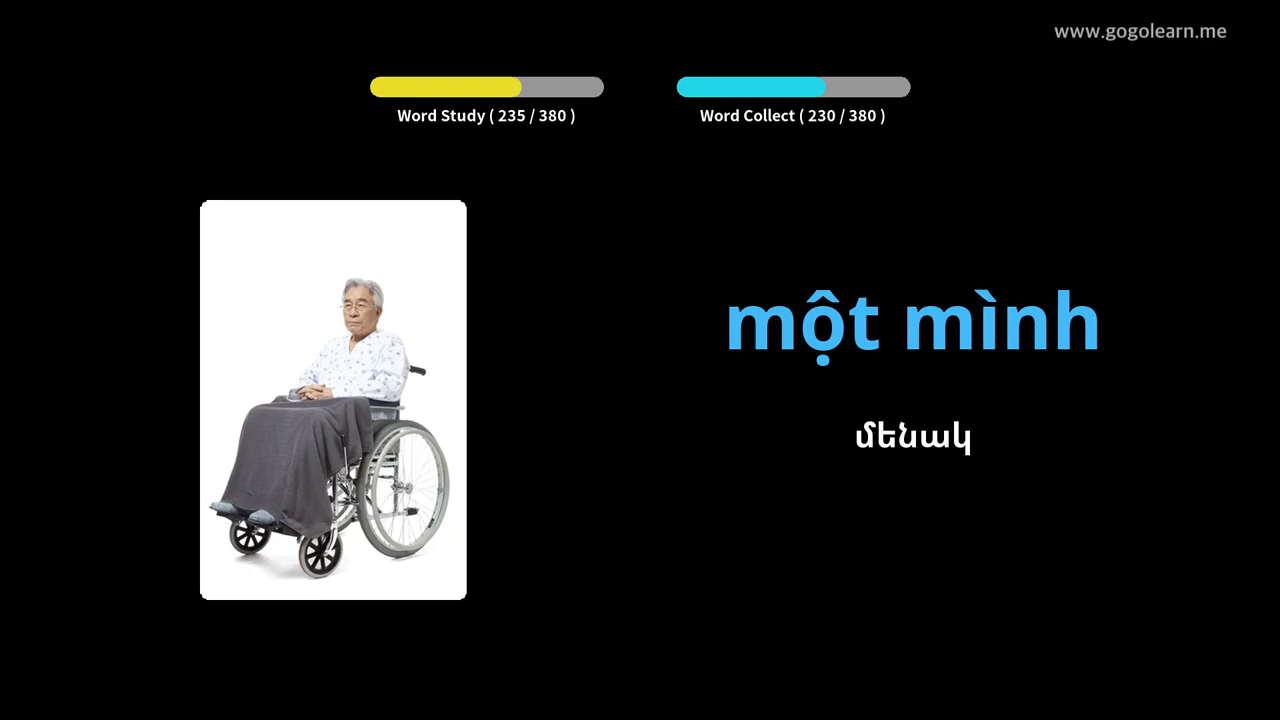 www.gogolearn.me
Word Study ( 235 / 380 )
Word Collect ( 230 / 380 )
một mình
մենակ